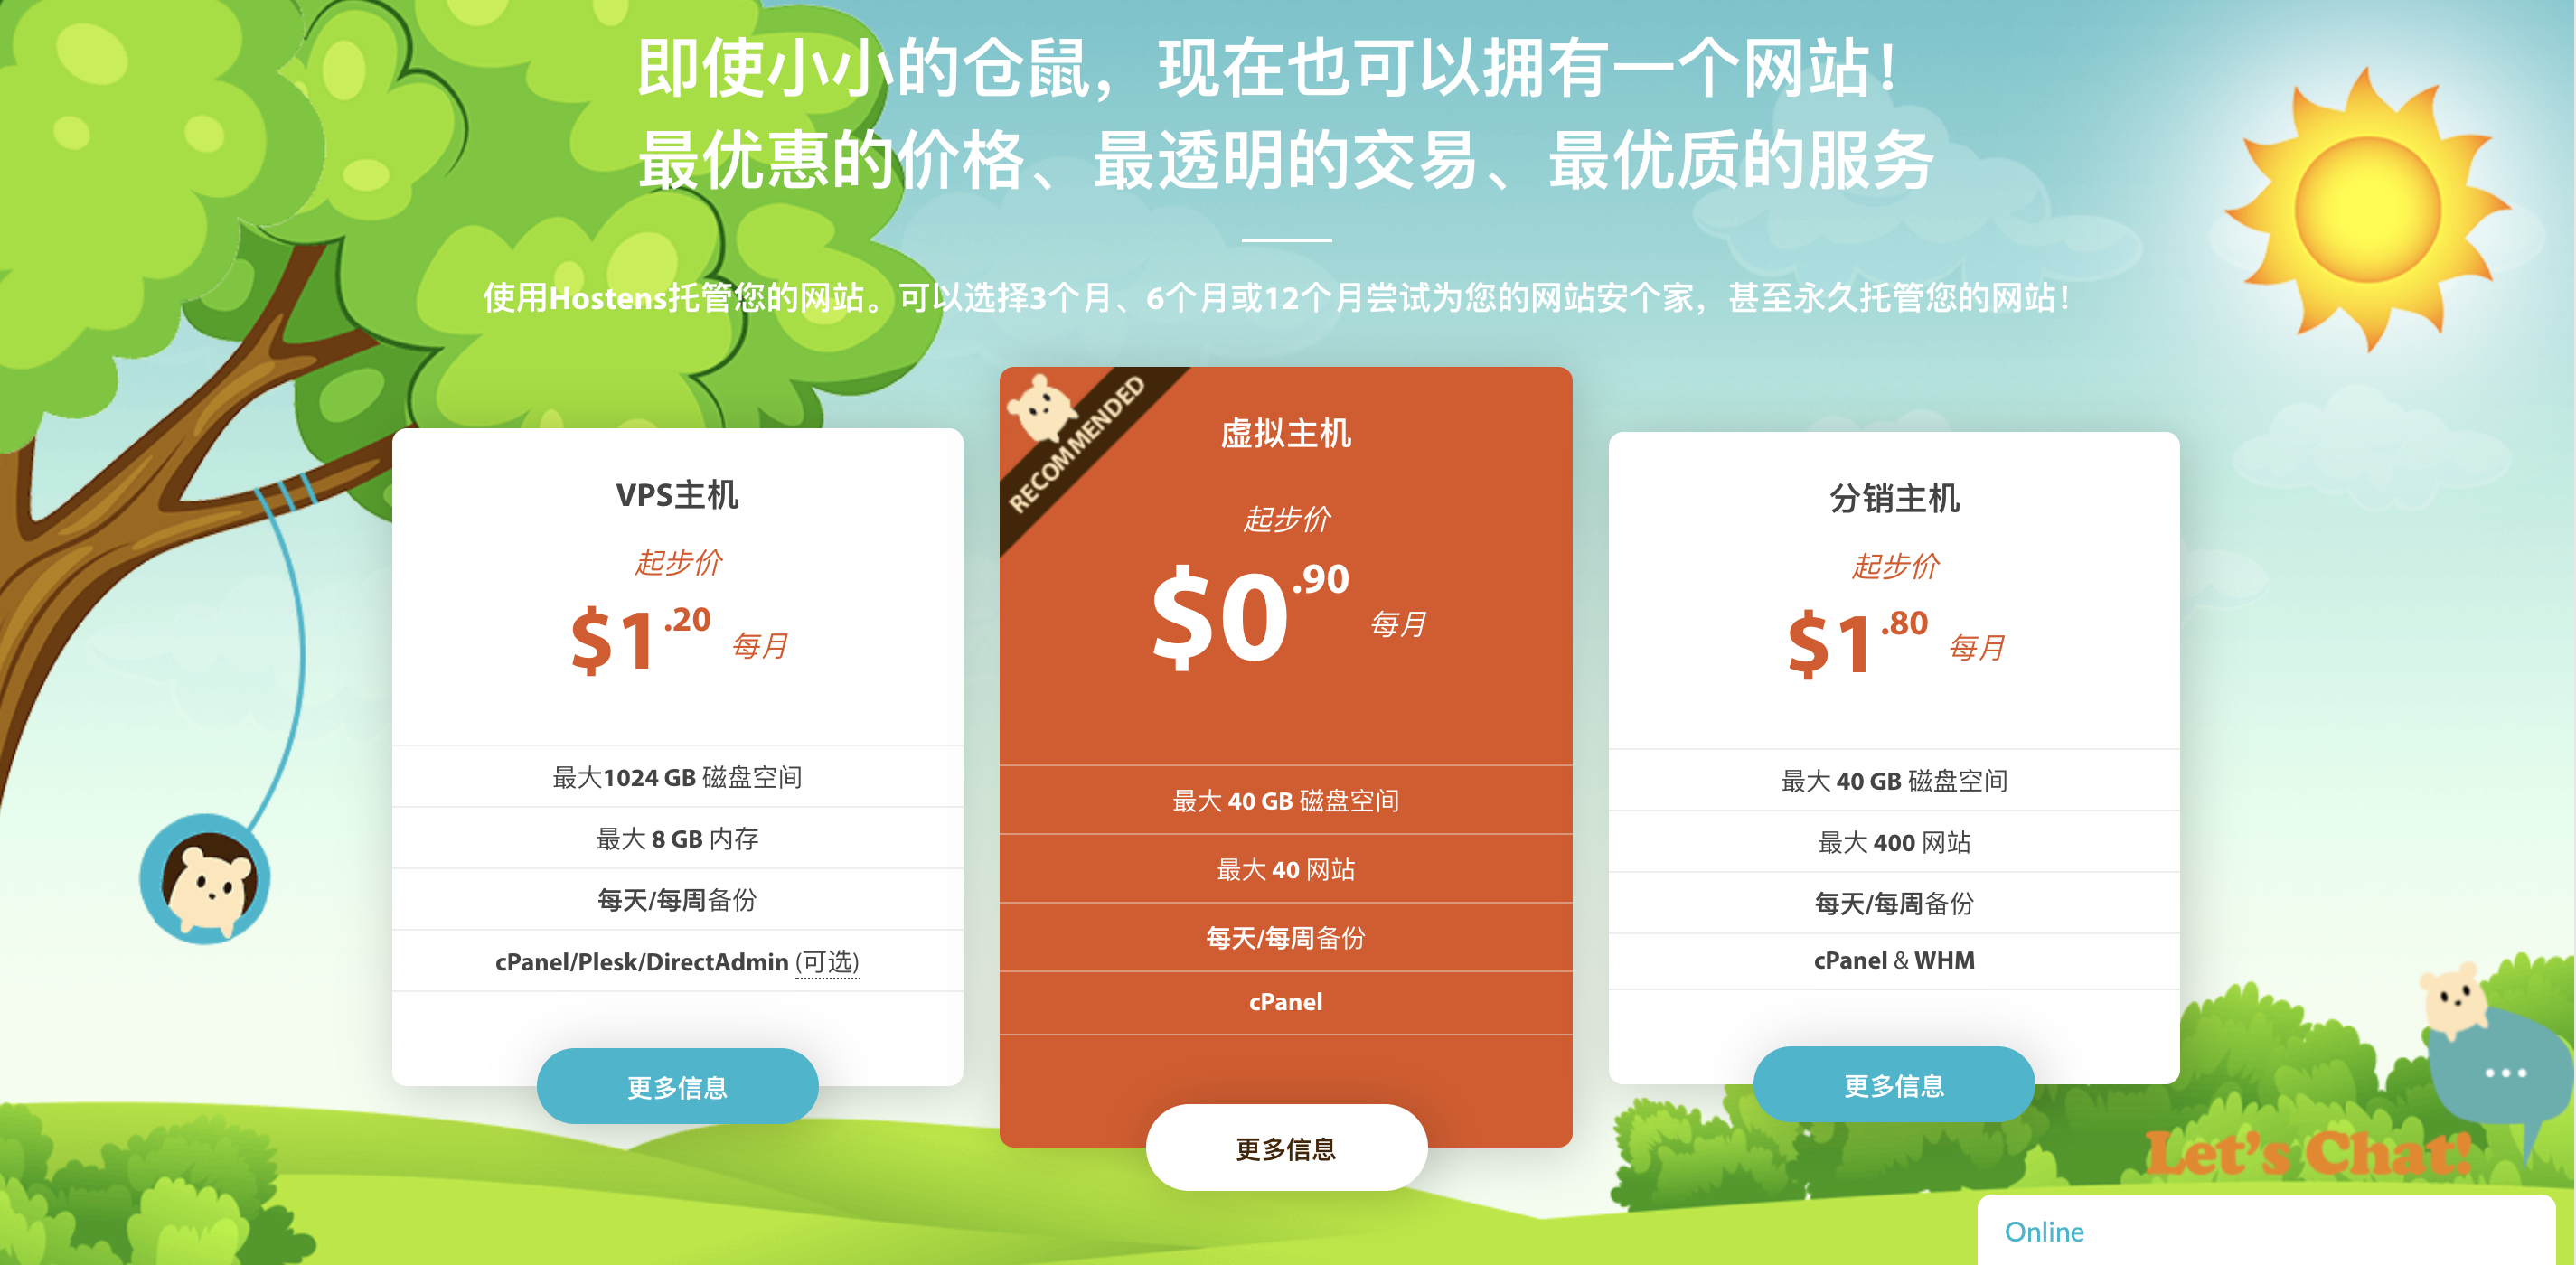 即使小小的仓鼠，现在也可以拥有一个网站！
最优惠的价格、最透明的交易、最优质的服务
使用Hostens托管您的网站。可以选择3个月、6个月或12个月尝试为您的网站安个家，甚至永久托管您的网站！
VPS主机
起步价
$1.20 每月
最大1024 GB 磁盘空间
最大 8 GB 内存
每天/每周备份
cPanel/Plesk/DirectAdmin (可选)
更多信息
RECOMMENDED
虚拟主机
起步价
$0.90 每月
最大 40 GB 磁盘空间
最大 40 网站
每天/每周备份
cPanel
更多信息
分销主机
起步价
$1.80 每月
最大 40 GB 磁盘空间
最大 400 网站
每天/每周备份
cPanel & WHM
更多信息
Let's Chat!
Online